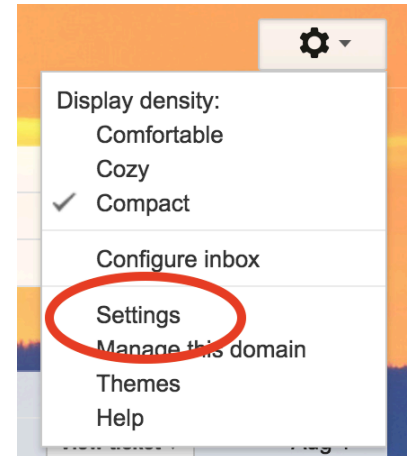 Display density:
Comfortable
Cozy
Compact
Configure inbox
Settings
Manage this domain
Themes
Help